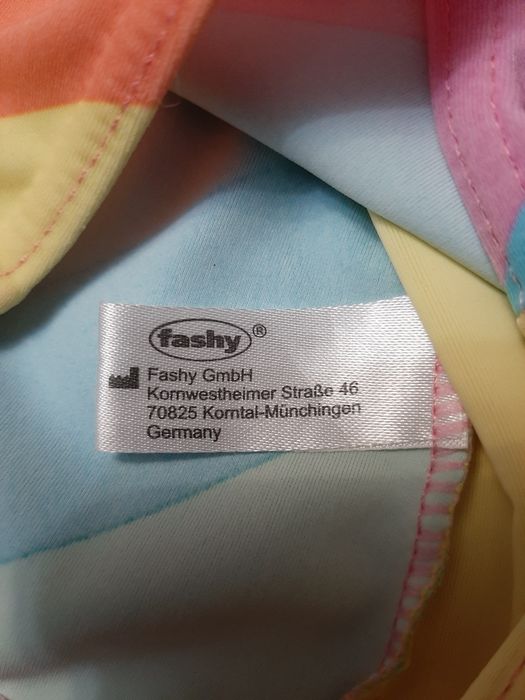 fashy®
Fashy GmbH
Kornwestheimer Straße 46
70825 Korntal-Münchingen
Germany